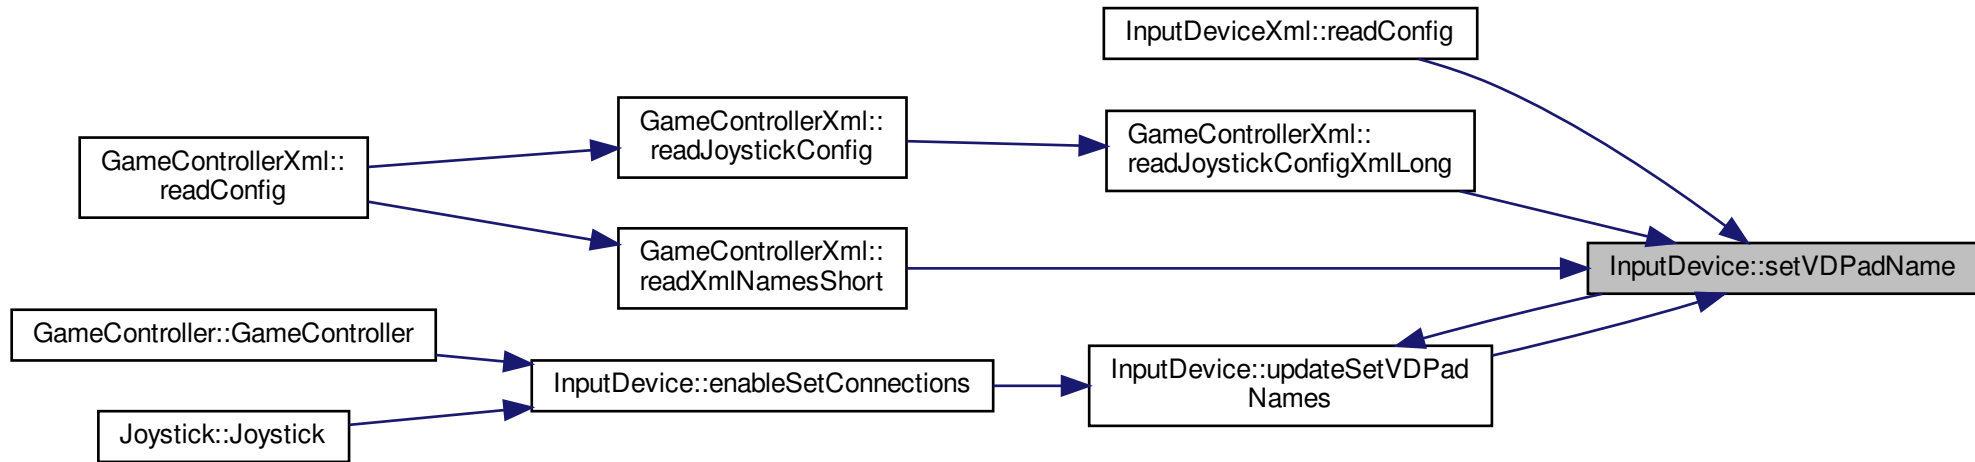 InputDeviceXml::readConfig
GameControllerXml::
readJoystickConfig
GameControllerXml::
readJoystickConfigXmlLong
GameControllerXml::
readConfig
GameControllerXml::
readXmlNamesShort
InputDevice::setVDPadName
GameController::GameController
InputDevice::enableSetConnections
InputDevice::updateSetVDPad
Names
Joystick::Joystick